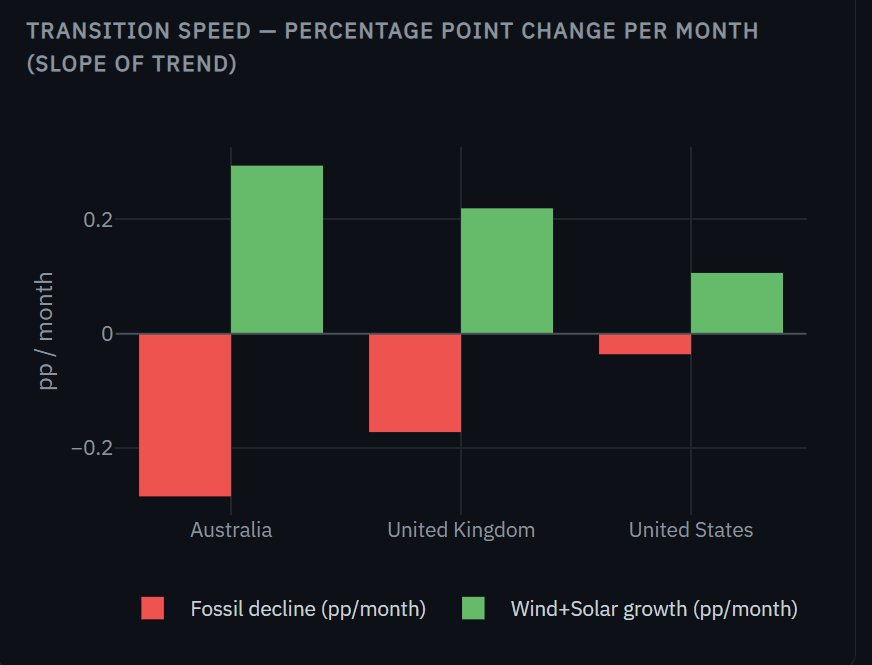 TRANSITION SPEED — PERCENTAGE POINT CHANGE PER MONTH
(SLOPE OF TREND)
pp / month
0.2
0
−0.2
Australia
United Kingdom
United States
Fossil decline (pp/month)
Wind+Solar growth (pp/month)